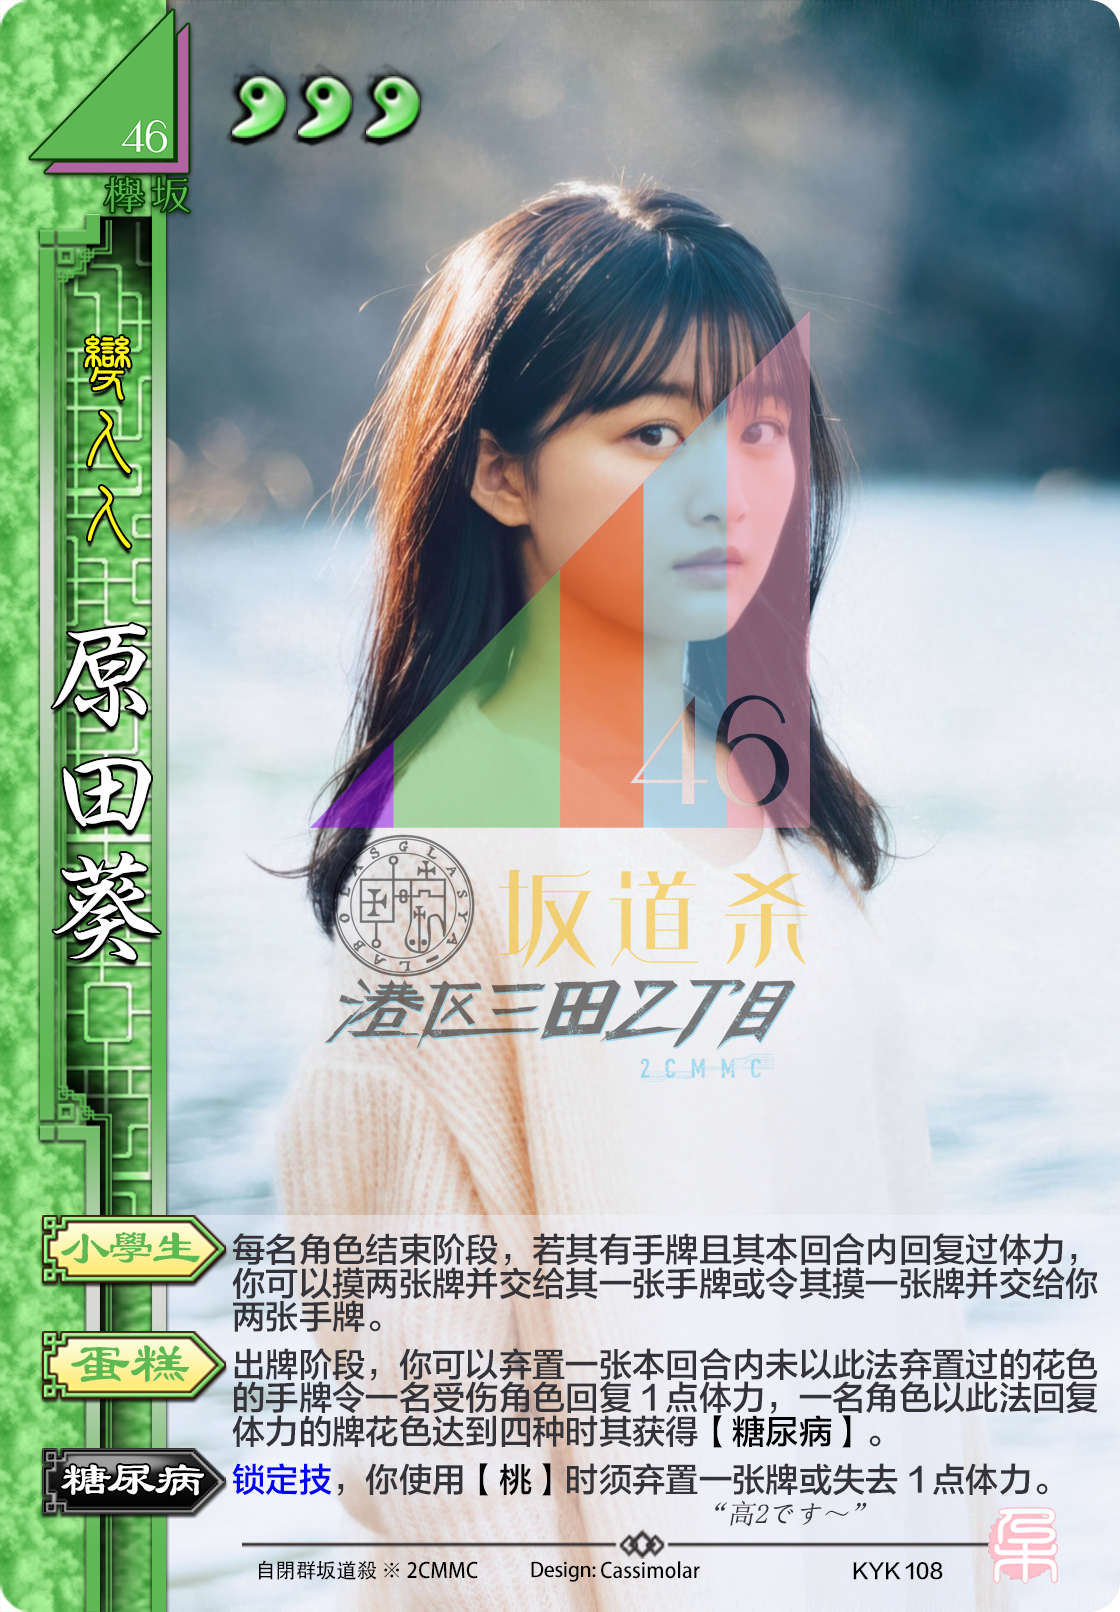 46
欅坂
變人人
原田葵
46
GLASYA-LABOLAS
坂道杀
港区三田乙丁目
2CMMC
小學生
每名角色结束阶段，若其有手牌且其本回合内回复过体力，
你可以摸两张牌并交给其一张手牌或令其摸一张牌并交给你
两张手牌。
蛋糕
出牌阶段，你可以弃置一张本回合内未以此法弃置过的花色
的手牌令一名受伤角色回复1点体力，一名角色以此法回复
体力的牌花色达到四种时其获得【糖尿病】。
糖尿病
锁定技，你使用【桃】时须弃置一张牌或失去1点体力。
“高2です～”
自閉群坂道殺 ※ 2CMMC
Design: Cassimolar
KYK 108